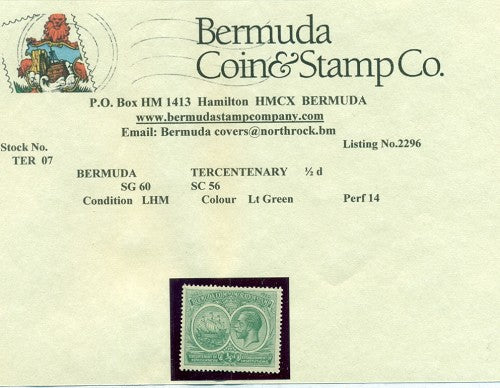 Bermuda
Coin&Stamp Co.
P.O. Box HM 1413 Hamilton HMCX BERMUDA
www.bermudastampcompany.com
Email: Bermuda covers@northrock.bm
Stock No. Listing No.2296
TER 07
BERMUDA TERCENTENARY ½ d
SG 60 SC 56
Condition LHM Colour Lt Green Perf 14